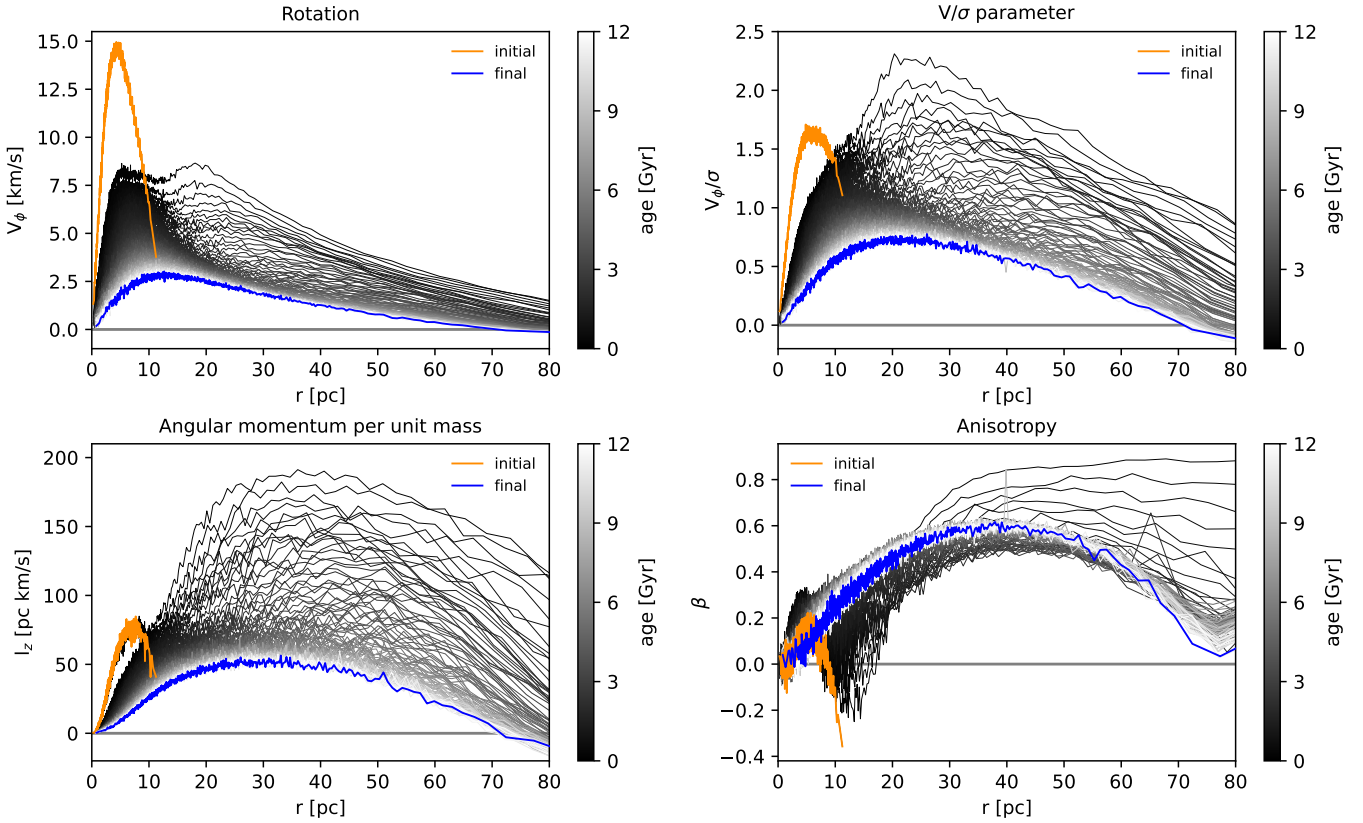 Rotation
15.0
12.5
10.0
7.5
5.0
2.5
0.0
V_ϕ [km/s]
0 10 20 30 40 50 60 70 80
r [pc]
initial
final
12
9
6
3
0
age [Gyr]
V/σ parameter
2.5
2.0
1.5
1.0
0.5
0.0
V_ϕ/σ
0 10 20 30 40 50 60 70 80
r [pc]
initial
final
12
9
6
3
0
age [Gyr]
Angular momentum per unit mass
200
150
100
50
0
l_z [pc km/s]
0 10 20 30 40 50 60 70 80
r [pc]
initial
final
12
9
6
3
0
age [Gyr]
Anisotropy
0.8
0.6
0.4
0.2
0.0
−0.2
−0.4
β
0 10 20 30 40 50 60 70 80
r [pc]
initial
final
12
9
6
3
0
age [Gyr]